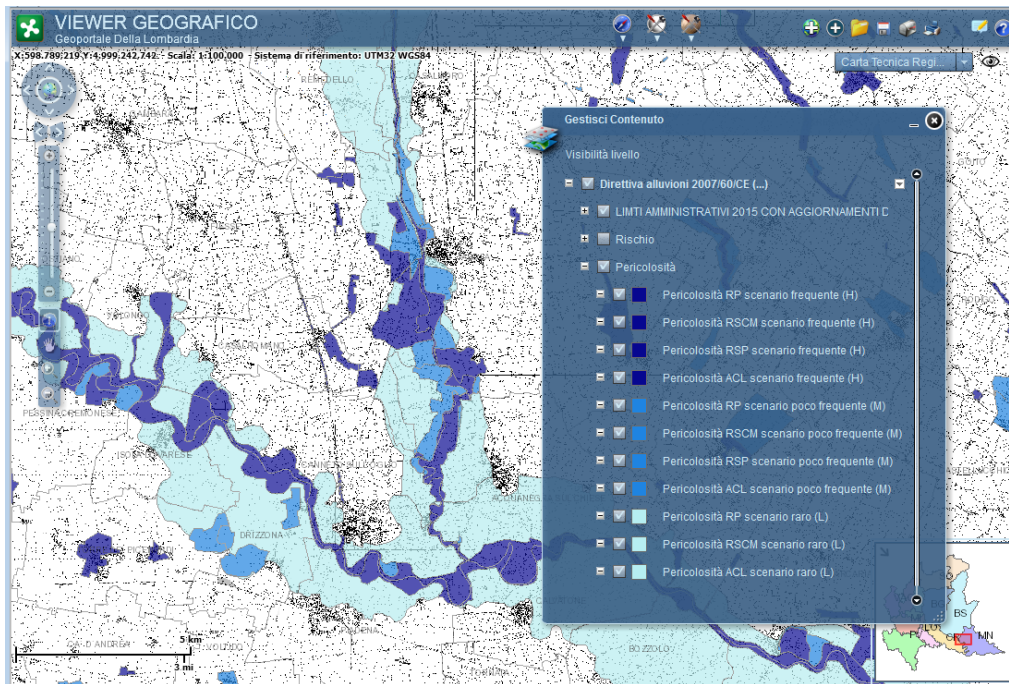 VIEWER GEOGRAFICO
Geoportale Della Lombardia
X:598.789,219 Y:4.999.242,742 - Scala: 1:100,000 - Sistema di riferimento: UTM32 WGS84
Carta Tecnica Regi...
Gestisci Contenuto
Visibilità livello
Direttiva alluvioni 2007/60/CE (...)
LIMTI AMMINISTRATIVI 2015 CON AGGIORNAMENTI D
Rischio
Pericolosità
Pericolosità RP scenario frequente (H)
Pericolosità RSCM scenario frequente (H)
Pericolosità RSP scenario frequente (H)
Pericolosità ACL scenario frequente (H)
Pericolosità RP scenario poco frequente (M)
Pericolosità RSCM scenario poco frequente (M)
Pericolosità RSP scenario poco frequente (M)
Pericolosità ACL scenario poco frequente (M)
Pericolosità RP scenario raro (L)
Pericolosità RSCM scenario raro (L)
Pericolosità ACL scenario raro (L)
DRIZZONA
BOZZOLO
5 km
3 mi
BS
MN